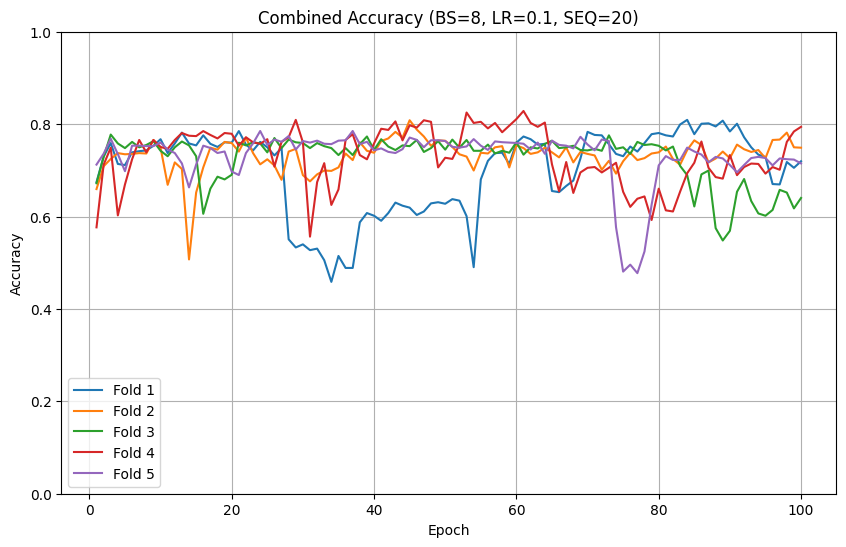 Combined Accuracy (BS=8, LR=0.1, SEQ=20)
Accuracy
1.0
0.8
0.6
0.4
0.2
0.0
Fold 1
Fold 2
Fold 3
Fold 4
Fold 5
0 20 40 60 80 100
Epoch